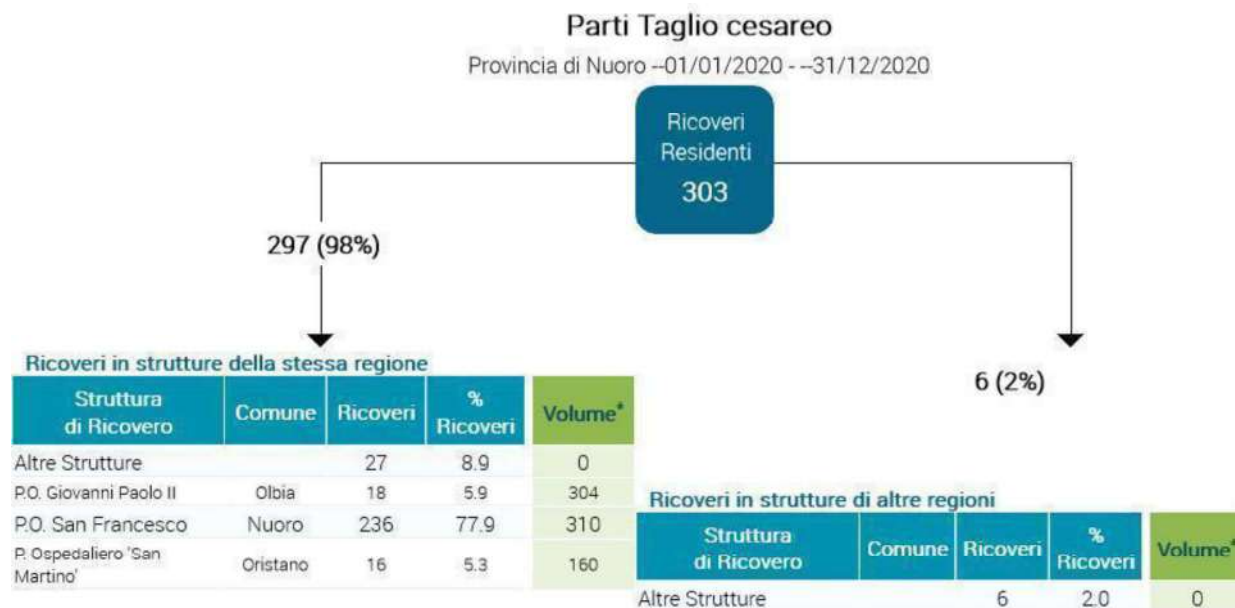 Parti Taglio cesareo
Provincia di Nuoro --01/01/2020 - --31/12/2020
Ricoveri
Residenti
303
297 (98%)
6 (2%)
Ricoveri in strutture della stessa regione
Struttura di Ricovero Comune Ricoveri % Ricoveri Volume*
Altre Strutture 27 8.9 0
P.O. Giovanni Paolo II Olbia 18 5.9 304
P.O. San Francesco Nuoro 236 77.9 310
P. Ospedaliero 'San Martino' Oristano 16 5.3 160
Ricoveri in strutture di altre regioni
Struttura di Ricovero Comune Ricoveri % Ricoveri Volume*
Altre Strutture 6 2.0 0